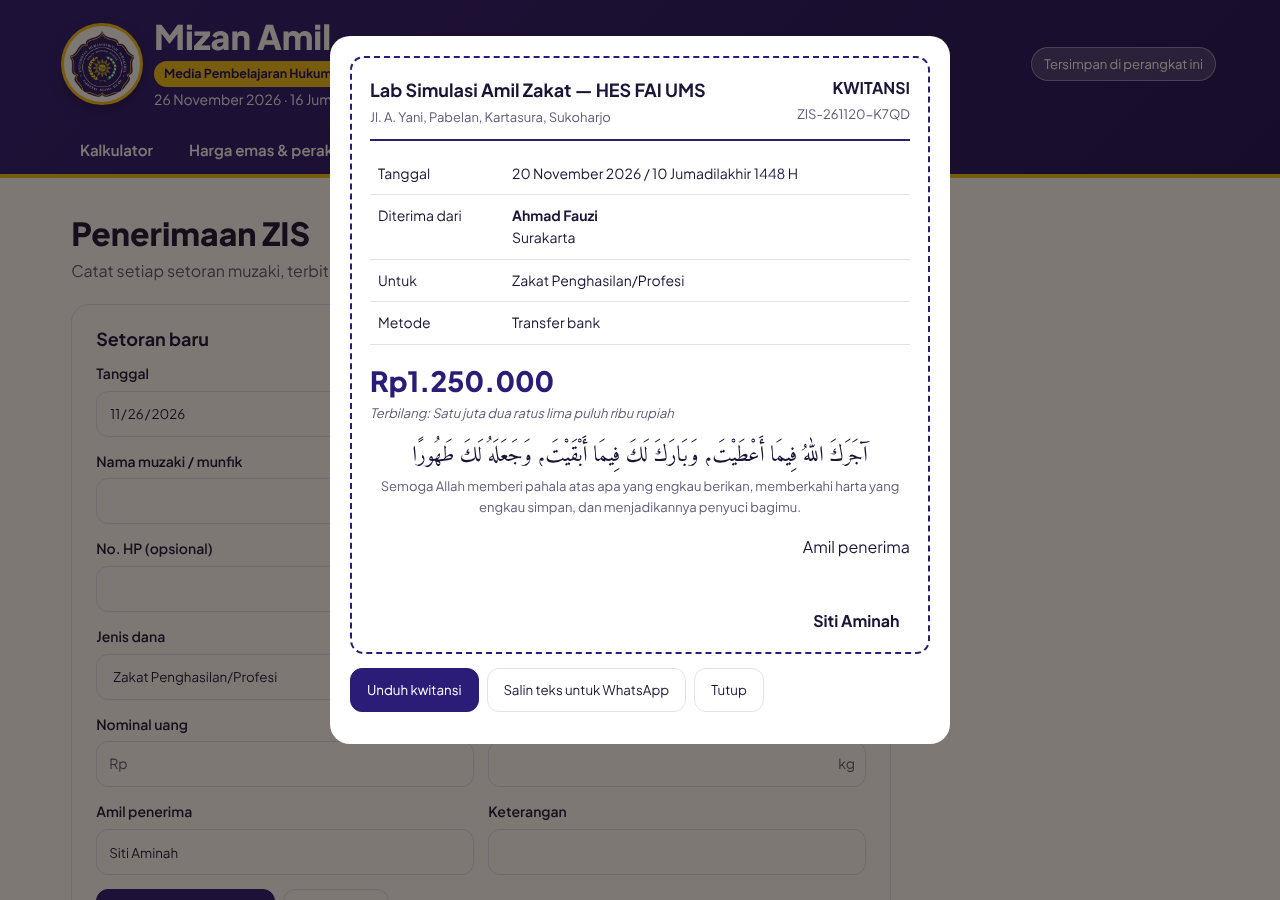 Mizan Amil
Media Pembelajaran Hukum
26 November 2026 · 16 Jum
Tersimpan di perangkat ini
Kalkulator
Harga emas & perak
Penerimaan ZIS
Catat setiap setoran muzaki, terbit
Setoran baru
Tanggal
11/26/2026
Nama muzaki / munfik
No. HP (opsional)
Jenis dana
Zakat Penghasilan/Profesi
Nominal uang
Rp
kg
Amil penerima
Keterangan
Siti Aminah
Lab Simulasi Amil Zakat — HES FAI UMS
KWITANSI
Jl. A. Yani, Pabelan, Kartasura, Sukoharjo
ZIS-261120-K7QD
Tanggal
20 November 2026 / 10 Jumadilakhir 1448 H
Diterima dari
Ahmad Fauzi
Surakarta
Untuk
Zakat Penghasilan/Profesi
Metode
Transfer bank
Rp1.250.000
Terbilang: Satu juta dua ratus lima puluh ribu rupiah
آجَرَكَ اللهُ فِيمَا أَعْطَيْتَ، وَبَارَكَ لَكَ فِيمَا أَبْقَيْتَ، وَجَعَلَهُ لَكَ طَهُورًا
Semoga Allah memberi pahala atas apa yang engkau berikan, memberkahi harta yang
engkau simpan, dan menjadikannya penyuci bagimu.
Amil penerima
Siti Aminah
Unduh kwitansi
Salin teks untuk WhatsApp
Tutup